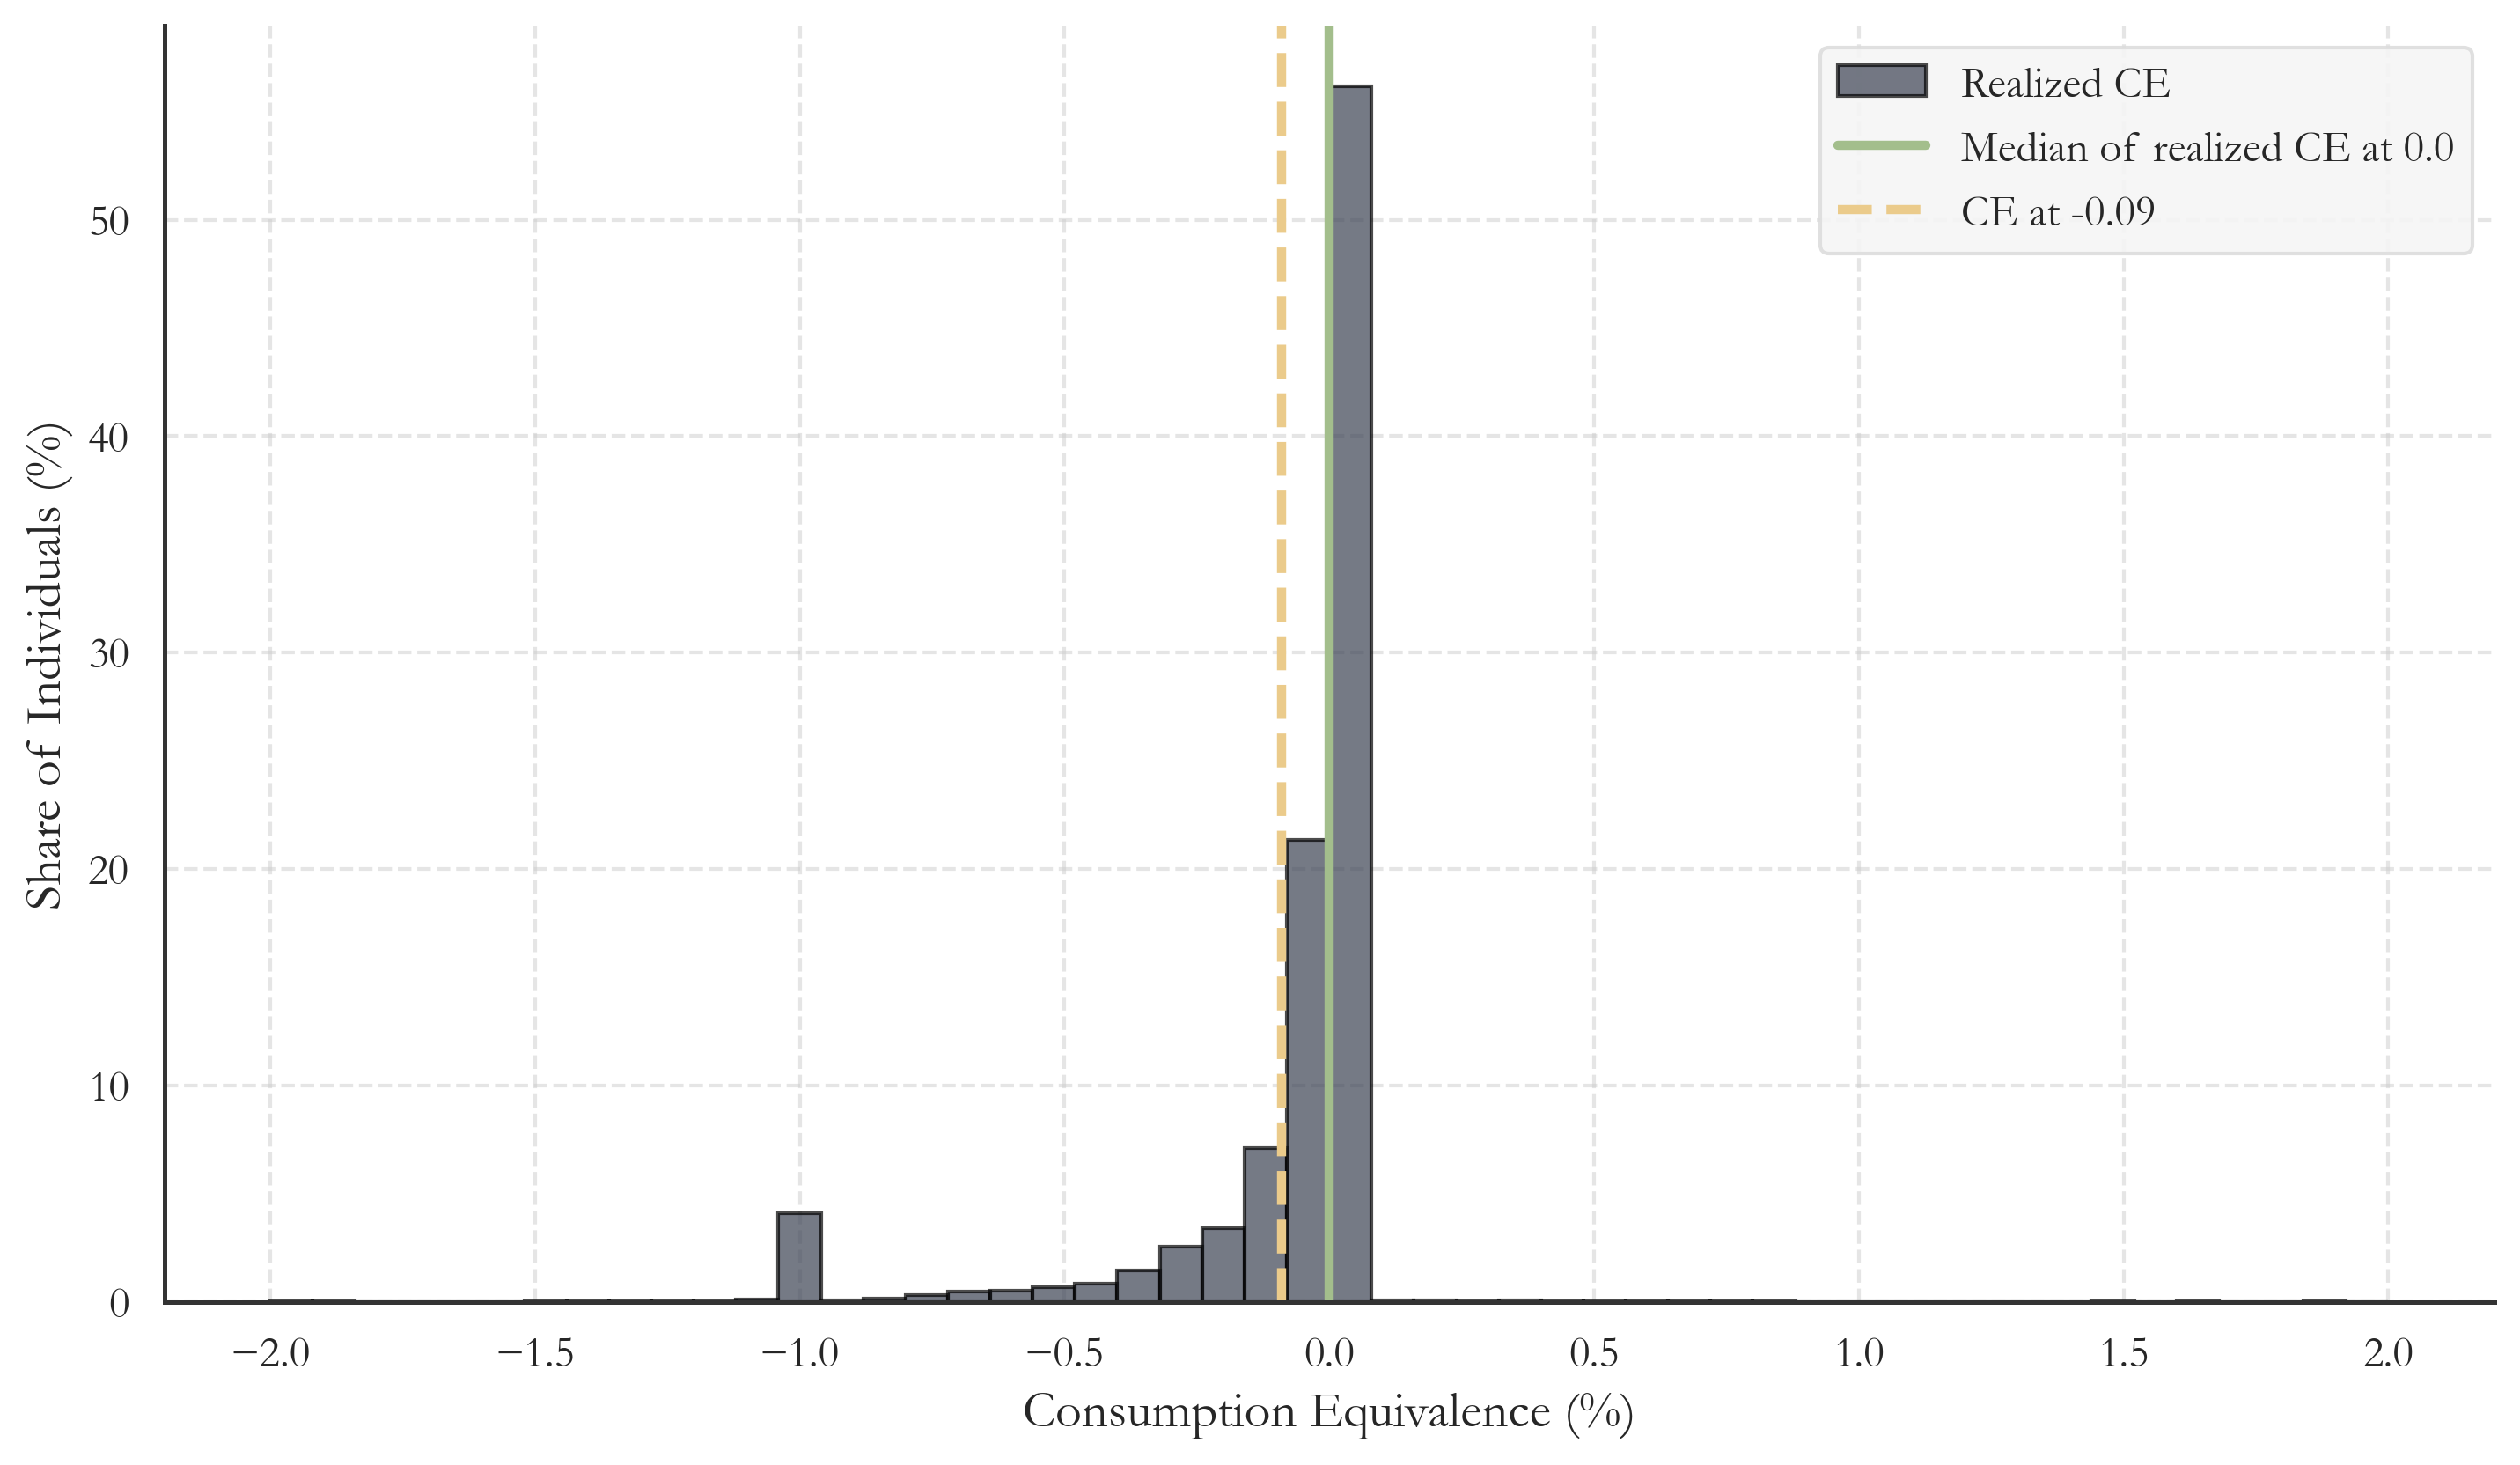 Realized CE
Median of realized CE at 0.0
CE at -0.09
Share of Individuals (%)
50
40
30
20
10
0
−2.0 −1.5 −1.0 −0.5 0.0 0.5 1.0 1.5 2.0
Consumption Equivalence (%)